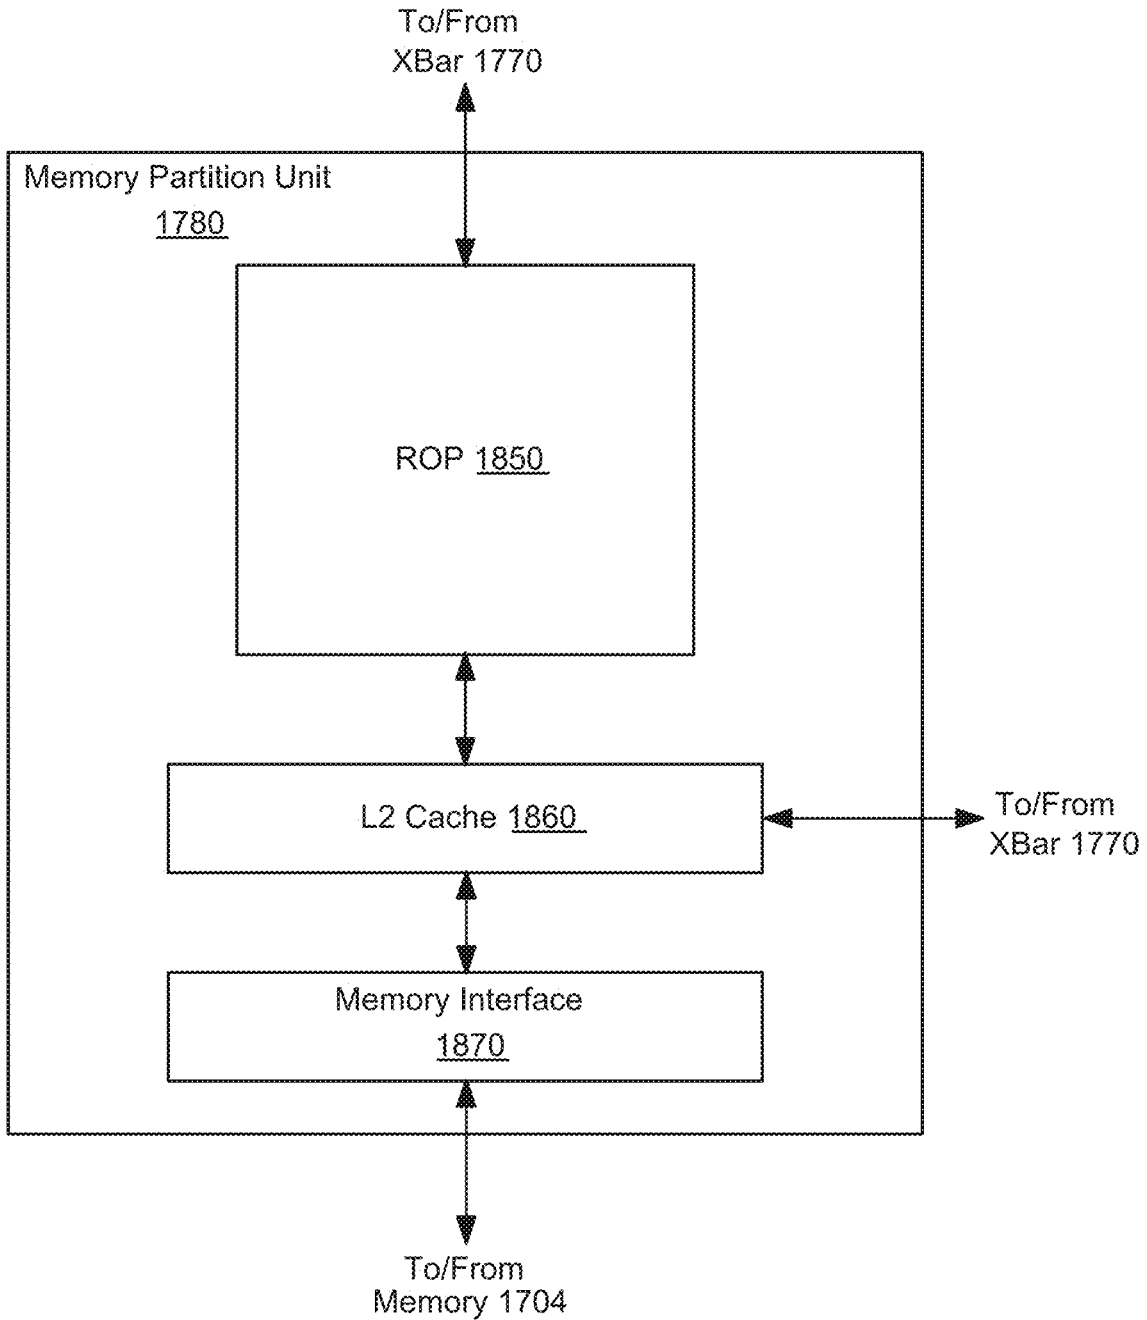 To/From
XBar 1770
Memory Partition Unit
1780
ROP 1850
L2 Cache 1860
To/From
XBar 1770
Memory Interface
1870
To/From
Memory 1704